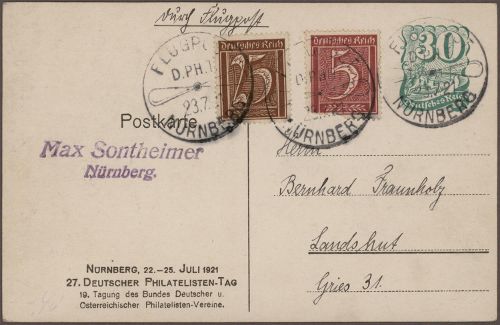 durch Flugpost
FLUGPOST
D.PH.T.
23.7.
NÜRNBERG
Deutsches Reich
25
Deutsches Reich
5
D.PH.
NÜRNBERG
30
Deutsches Reich
NÜRNBERG
Postkarte
Max Sontheimer
Nürnberg.
Herrn
Bernhard Fraunholz
Landshut
Gries 31.
NÜRNBERG, 22.—25. JULI 1921
27. DEUTSCHER PHILATELISTEN-TAG
19. Tagung des Bundes Deutscher u.
Österreichischer Philatelisten-Vereine.